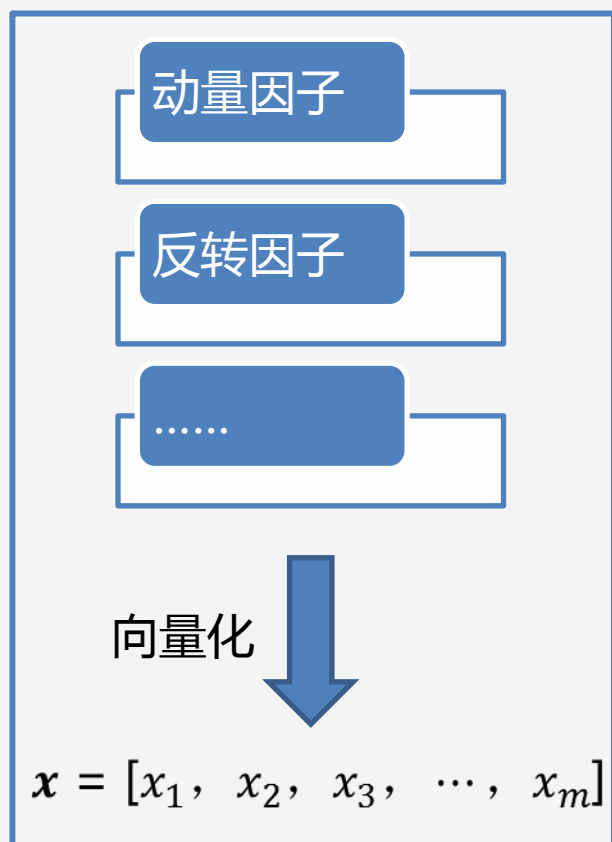 动量因子
反转因子
……
向量化
x = [x₁, x₂, x₃, ⋯, xₘ]